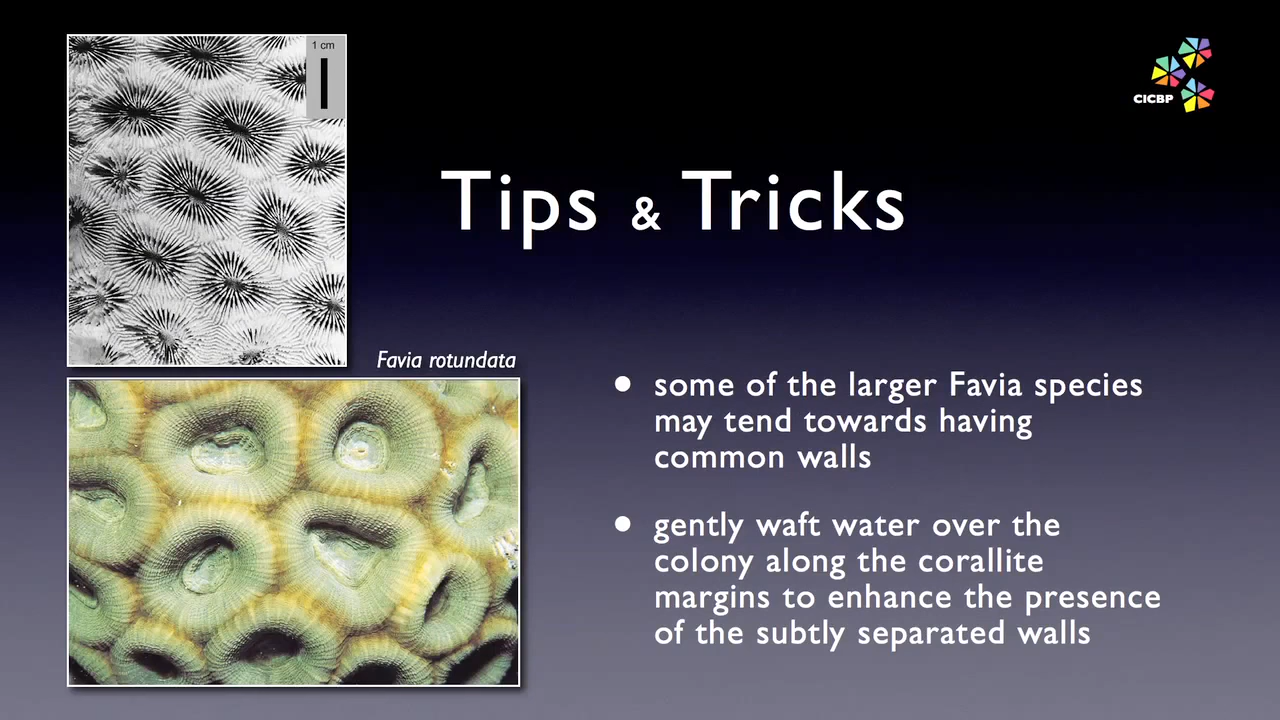 1 cm
CICBP
Tips & Tricks
Favia rotundata
• some of the larger Favia species
may tend towards having
common walls
• gently waft water over the
colony along the corallite
margins to enhance the presence
of the subtly separated walls